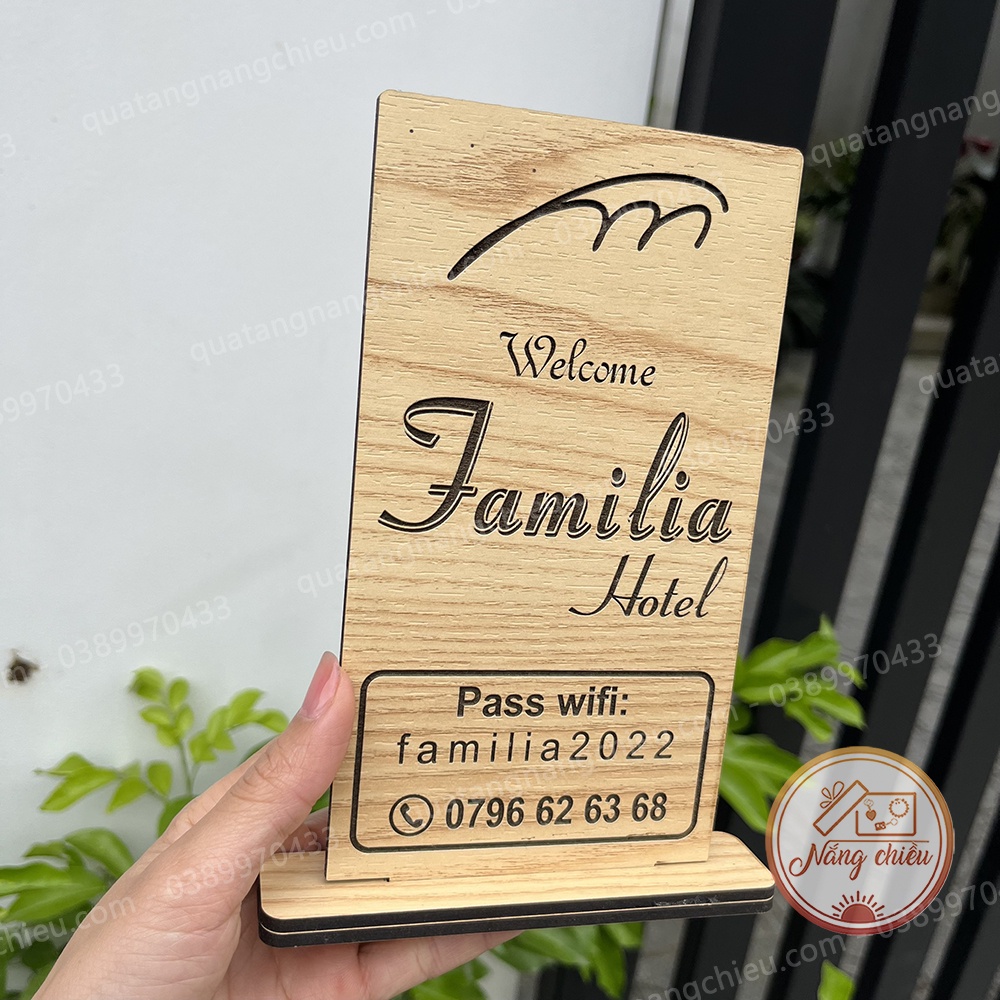 Welcome
Familia
Hotel
Pass wifi:
familia2022
0796 62 63 68
Nắng chiều
quatangnangchieu.com - 0389970433